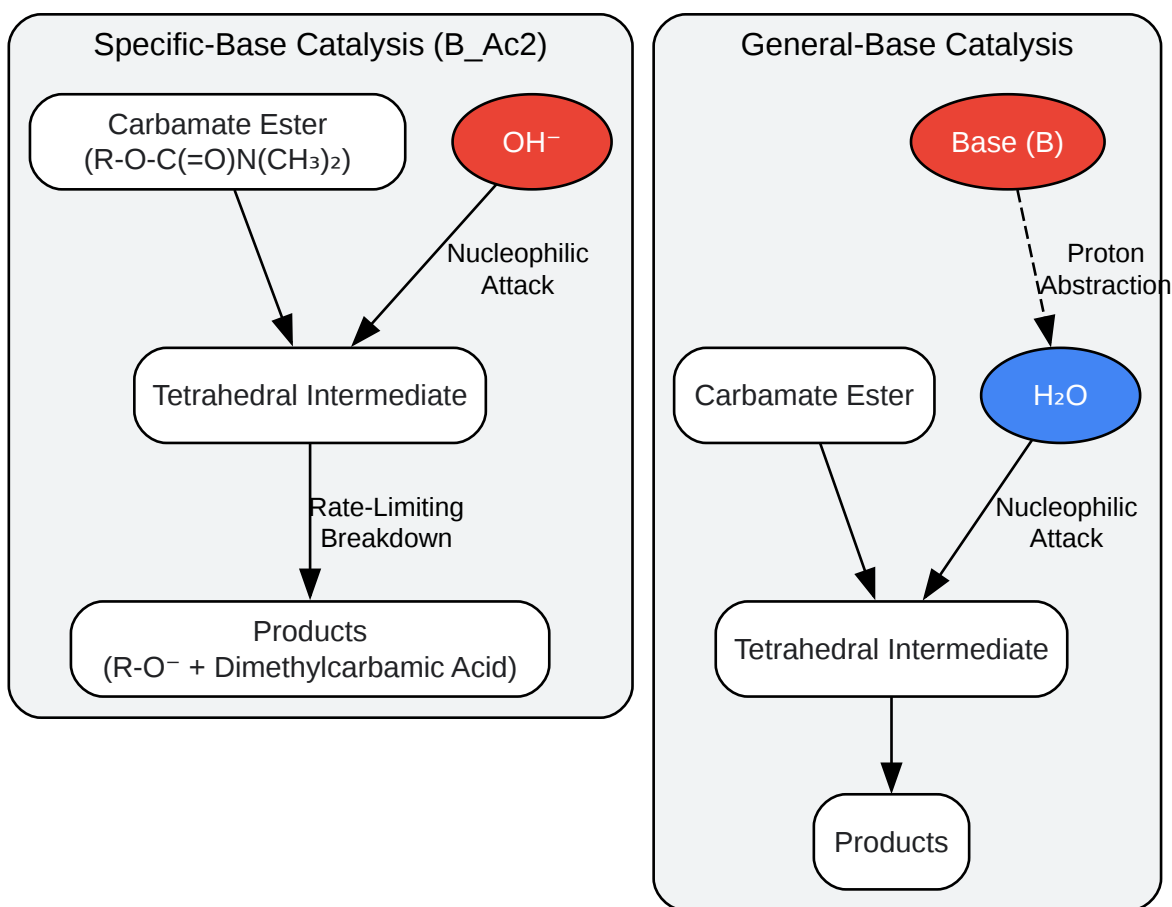 Specific-Base Catalysis (B_Ac2)
Carbamate Ester
(R-O-C(=O)N(CH₃)₂)
OH⁻
Nucleophilic
Attack
Tetrahedral Intermediate
Rate-Limiting
Breakdown
Products
(R-O⁻ + Dimethylcarbamic Acid)
General-Base Catalysis
Base (B)
Proton
Abstraction
Carbamate Ester
H₂O
Nucleophilic
Attack
Tetrahedral Intermediate
Products